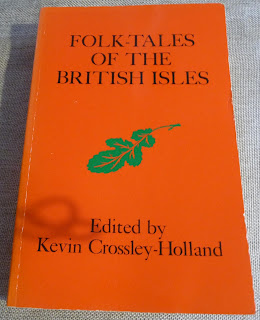 FOLK-TALES
OF THE
BRITISH ISLES
Edited by
Kevin Crossley-Holland